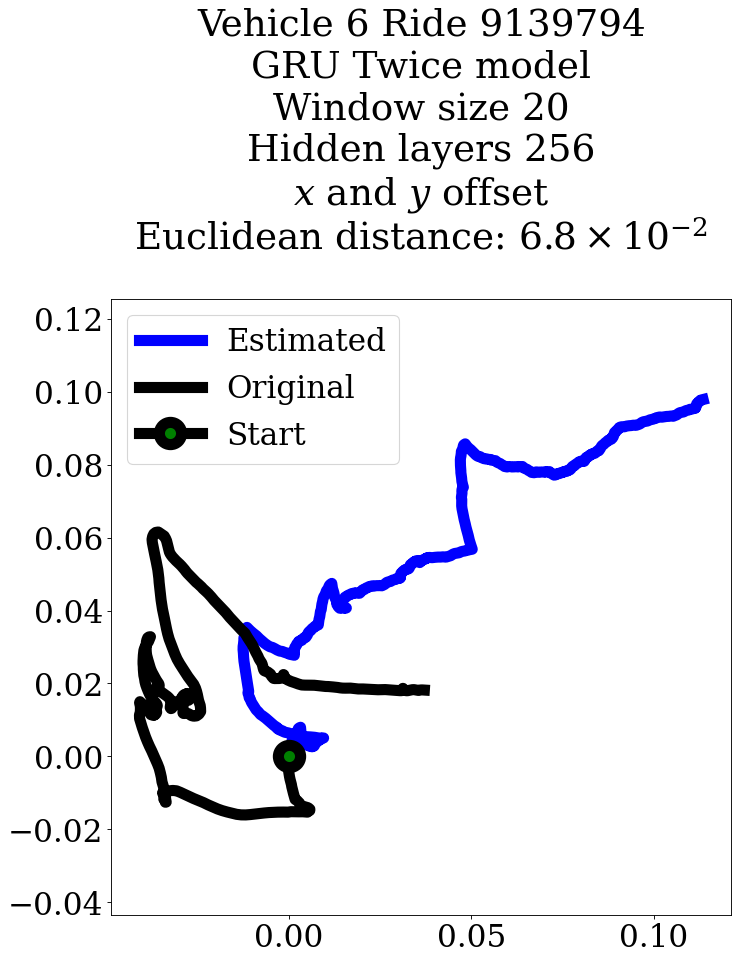 Vehicle 6 Ride 9139794
GRU Twice model
Window size 20
Hidden layers 256
x and y offset
Euclidean distance: 6.8 × 10⁻²
Estimated
Original
Start
0.12
0.10
0.08
0.06
0.04
0.02
0.00
−0.02
−0.04
0.00 0.05 0.10